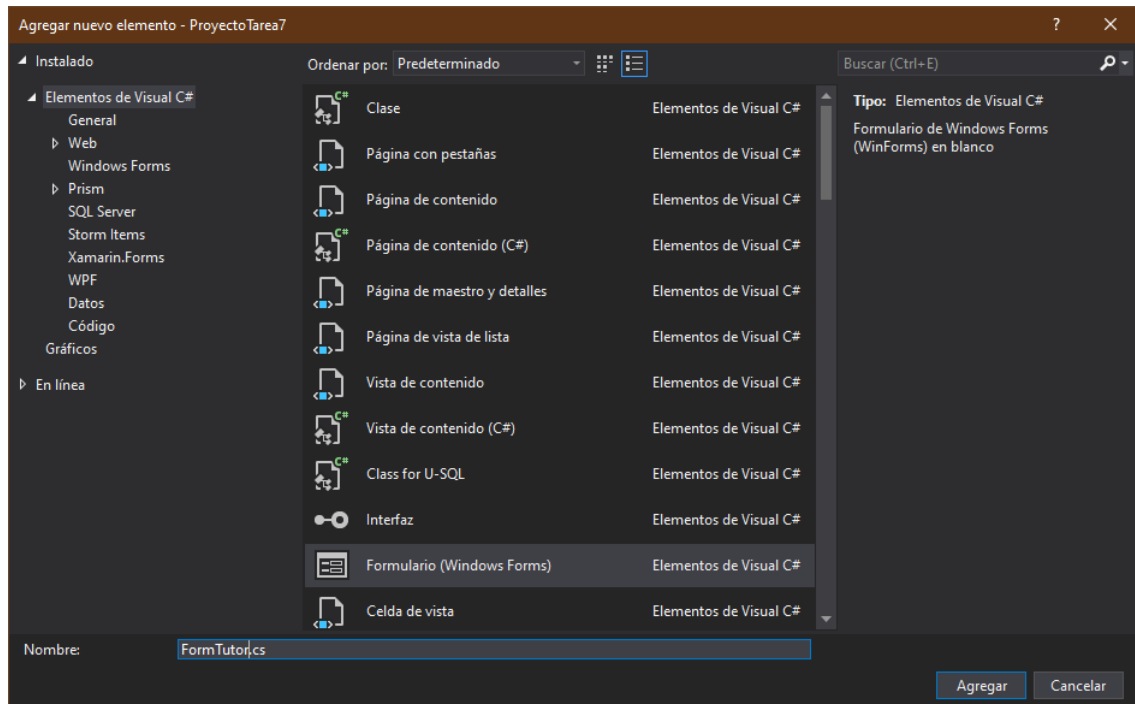 Agregar nuevo elemento - ProyectoTarea7
?
Instalado
Ordenar por: Predeterminado
Buscar (Ctrl+E)
Elementos de Visual C#
General
Web
Windows Forms
Prism
SQL Server
Storm Items
Xamarin.Forms
WPF
Datos
Código
Gráficos
En línea
C# Clase Elementos de Visual C#
Página con pestañas Elementos de Visual C#
Página de contenido Elementos de Visual C#
C# Página de contenido (C#) Elementos de Visual C#
Página de maestro y detalles Elementos de Visual C#
Página de vista de lista Elementos de Visual C#
Vista de contenido Elementos de Visual C#
C# Vista de contenido (C#) Elementos de Visual C#
C# Class for U-SQL Elementos de Visual C#
Interfaz Elementos de Visual C#
Formulario (Windows Forms) Elementos de Visual C#
Celda de vista Elementos de Visual C#
Tipo: Elementos de Visual C#
Formulario de Windows Forms
(WinForms) en blanco
Nombre: FormTutor.cs
Agregar Cancelar